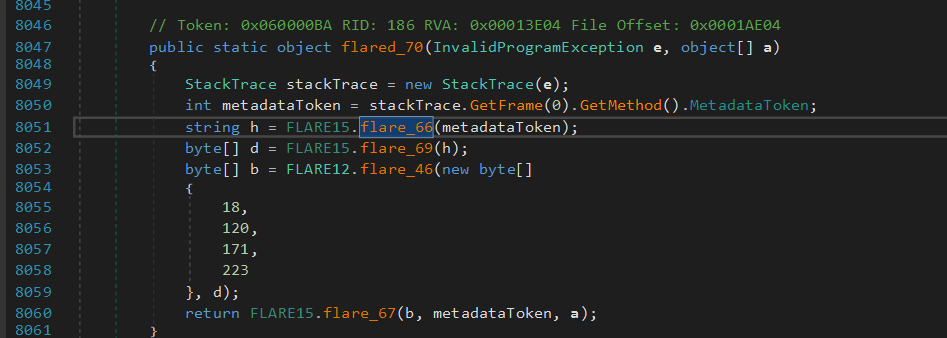 8045
8046 // Token: 0x060000BA RID: 186 RVA: 0x00013E04 File Offset: 0x0001AE04
8047 public static object flared_70(InvalidProgramException e, object[] a)
8048 {
8049 StackTrace stackTrace = new StackTrace(e);
8050 int metadataToken = stackTrace.GetFrame(0).GetMethod().MetadataToken;
8051 string h = FLARE15.flare_66(metadataToken);
8052 byte[] d = FLARE15.flare_69(h);
8053 byte[] b = FLARE12.flare_46(new byte[]
8054 {
8055 18,
8056 120,
8057 171,
8058 223
8059 }, d);
8060 return FLARE15.flare_67(b, metadataToken, a);
8061 }